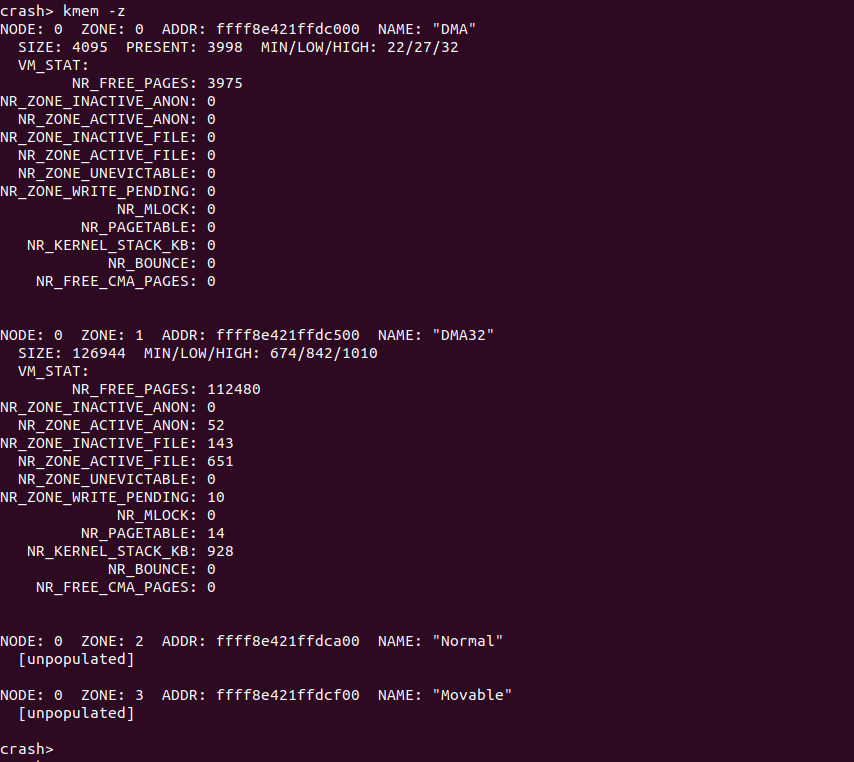 crash> kmem -z
NODE: 0  ZONE: 0  ADDR: ffff8e421ffdc000  NAME: "DMA"
  SIZE: 4095  PRESENT: 3998  MIN/LOW/HIGH: 22/27/32
  VM_STAT:
        NR_FREE_PAGES: 3975
NR_ZONE_INACTIVE_ANON: 0
  NR_ZONE_ACTIVE_ANON: 0
NR_ZONE_INACTIVE_FILE: 0
  NR_ZONE_ACTIVE_FILE: 0
  NR_ZONE_UNEVICTABLE: 0
NR_ZONE_WRITE_PENDING: 0
             NR_MLOCK: 0
         NR_PAGETABLE: 0
   NR_KERNEL_STACK_KB: 0
            NR_BOUNCE: 0
    NR_FREE_CMA_PAGES: 0
NODE: 0  ZONE: 1  ADDR: ffff8e421ffdc500  NAME: "DMA32"
  SIZE: 126944  MIN/LOW/HIGH: 674/842/1010
  VM_STAT:
        NR_FREE_PAGES: 112480
NR_ZONE_INACTIVE_ANON: 0
  NR_ZONE_ACTIVE_ANON: 52
NR_ZONE_INACTIVE_FILE: 143
  NR_ZONE_ACTIVE_FILE: 651
  NR_ZONE_UNEVICTABLE: 0
NR_ZONE_WRITE_PENDING: 10
             NR_MLOCK: 0
         NR_PAGETABLE: 14
   NR_KERNEL_STACK_KB: 928
            NR_BOUNCE: 0
    NR_FREE_CMA_PAGES: 0
NODE: 0  ZONE: 2  ADDR: ffff8e421ffdca00  NAME: "Normal"
  [unpopulated]
NODE: 0  ZONE: 3  ADDR: ffff8e421ffdcf00  NAME: "Movable"
  [unpopulated]
crash>